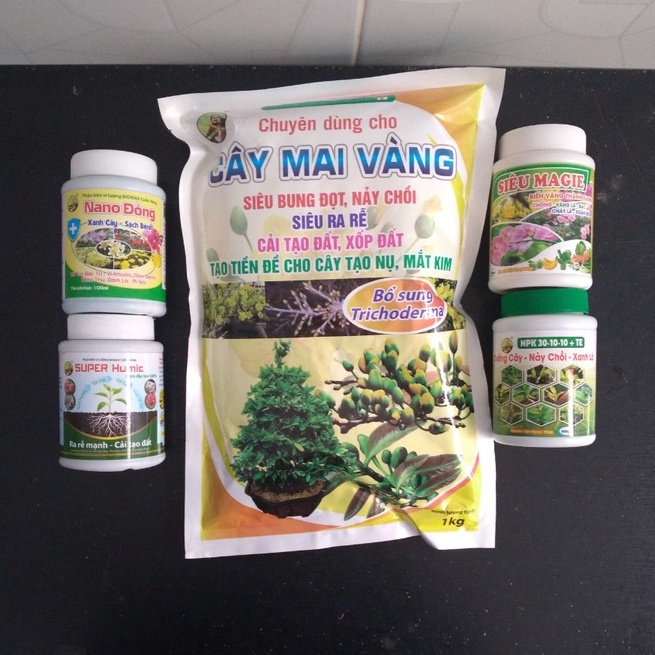 Chuyên dùng cho
CÂY MAI VÀNG
SIÊU BUNG ĐỌT, NẢY CHỒI
SIÊU RA RỄ
CẢI TẠO ĐẤT, XỐP ĐẤT
TẠO TIỀN ĐỀ CHO CÂY TẠO NỤ, MẮT KIM
Bổ sung
Trichoderma
1kg
Nano Đồng
Xanh Cây - Sạch Bệnh
100ml
SUPER Humic
Ra rễ mạnh - Cải tạo đất
SIÊU MAGIE
NPK 30-10-10 + TE
Dưỡng Cây - Nảy Chồi - Xanh Lá